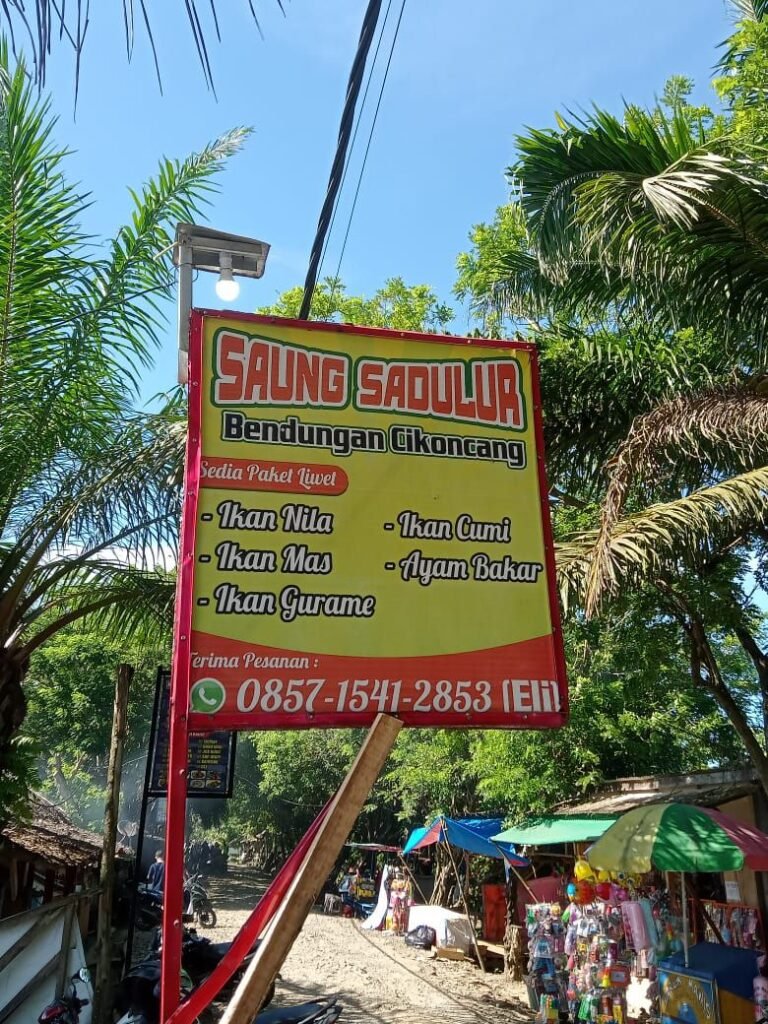 SAUNG SADULUR
Bendungan Cikoncang
Sedia Paket Liwet
- Ikan Nila
- Ikan Mas
- Ikan Gurame
- Ikan Cumi
- Ayam Bakar
Terima Pesanan :
0857-1541-2853 (Eli)